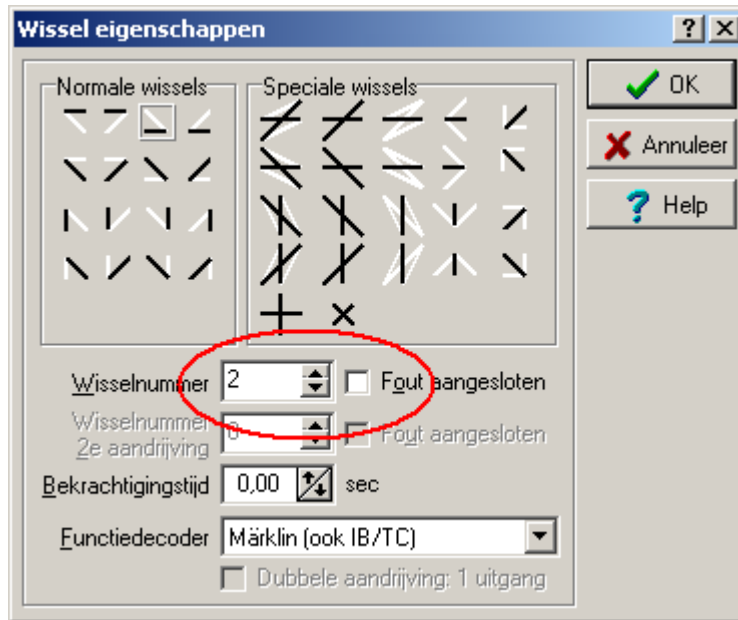 Wissel eigenschappen
Normale wissels
Speciale wissels
OK
Annuleer
Help
Wisselnummer 2 Fout aangesloten
Wisselnummer
2e aandrijving 0 Fout aangesloten
Bekrachtigingstijd 0,00 sec
Functiedecoder Märklin (ook IB/TC)
Dubbele aandrijving: 1 uitgang